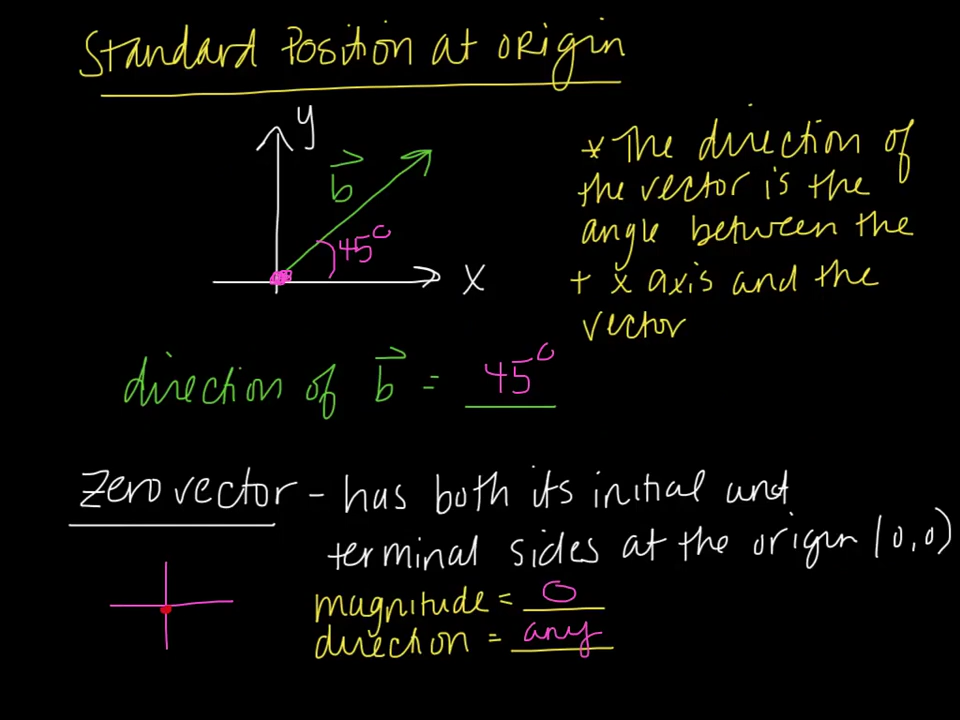 Standard Position at origin
y
b
45°
x
* The direction of
the vector is the
angle between the
+ x axis and the
vector
direction of b = 45°
Zero vector - has both its initial and
terminal sides at the origin (0,0)
magnitude = 0
direction = any